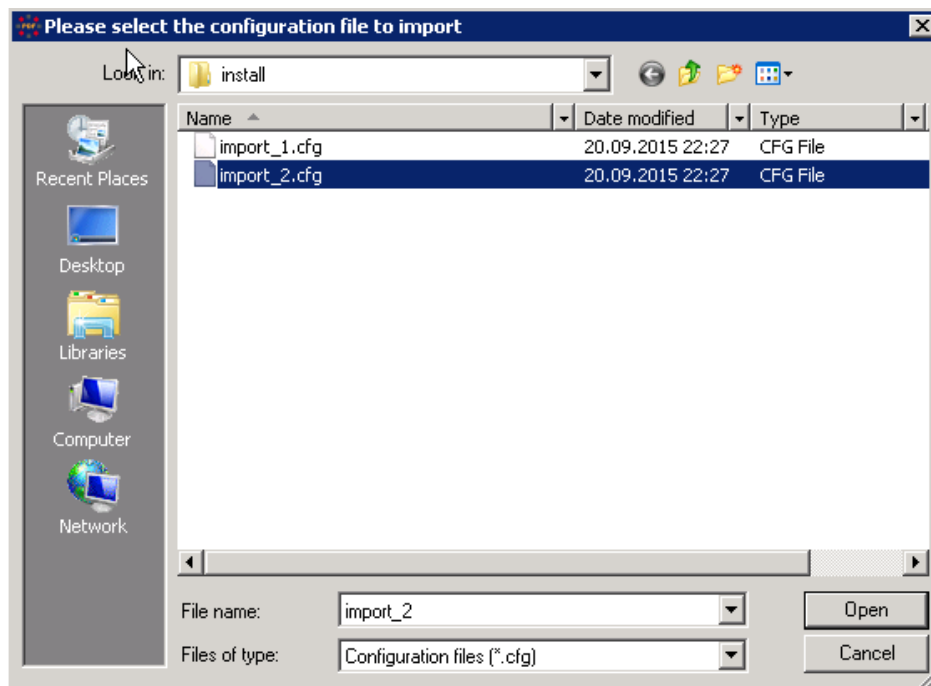 Please select the configuration file to import
Look in: install
Name Date modified Type
import_1.cfg 20.09.2015 22:27 CFG File
import_2.cfg 20.09.2015 22:27 CFG File
Recent Places
Desktop
Libraries
Computer
Network
File name: import_2 Open
Files of type: Configuration files (*.cfg) Cancel